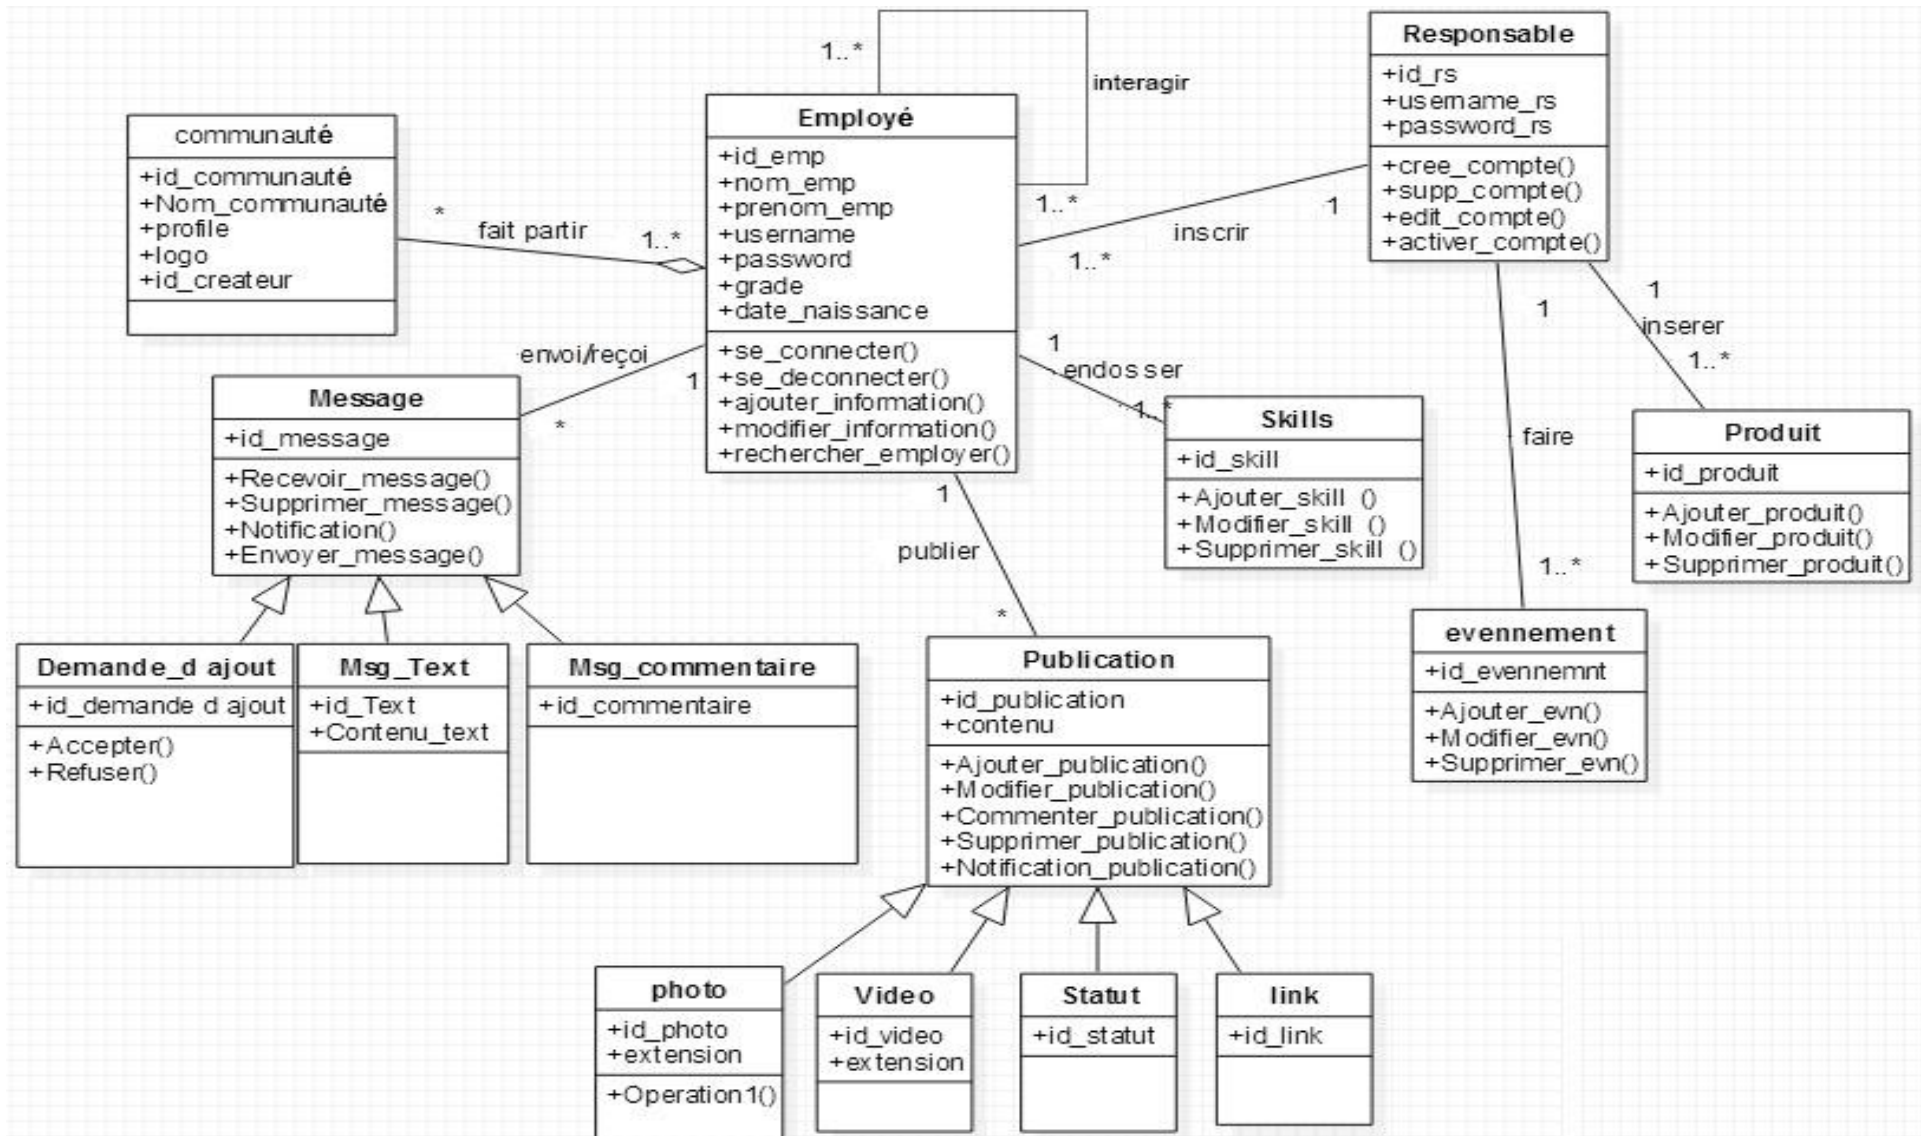 1..*
interagir
Responsable
+id_rs
+username_rs
+password_rs
+cree_compte()
+supp_compte()
+edit_compte()
+activer_compte()
communauté
+id_communauté
+Nom_communauté
+profile
+logo
+id_createur
*
fait partir
1..*
Employé
+id_emp
+nom_emp
+prenom_emp
+username
+password
+grade
+date_naissance
+se_connecter()
+se_deconnecter()
+ajouter_information()
+modifier_information()
+rechercher_employer()
1..*
1..*
inscrir
1
envoi/reçoi
1
*
Message
+id_message
+Recevoir_message()
+Supprimer_message()
+Notification()
+Envoyer_message()
1
endosser
1..*
Skills
+id_skill
+Ajouter_skill ()
+Modifier_skill ()
+Supprimer_skill ()
1
faire
1..*
1
inserer
1..*
Produit
+id_produit
+Ajouter_produit()
+Modifier_produit()
+Supprimer_produit()
1
publier
*
evennement
+id_evennemnt
+Ajouter_evn()
+Modifier_evn()
+Supprimer_evn()
Demande_d ajout
+id_demande d ajout
+Accepter()
+Refuser()
Msg_Text
+id_Text
+Contenu_text
Msg_commentaire
+id_commentaire
Publication
+id_publication
+contenu
+Ajouter_publication()
+Modifier_publication()
+Commenter_publication()
+Supprimer_publication()
+Notification_publication()
photo
+id_photo
+extension
+Operation1()
Video
+id_video
+extension
Statut
+id_statut
link
+id_link